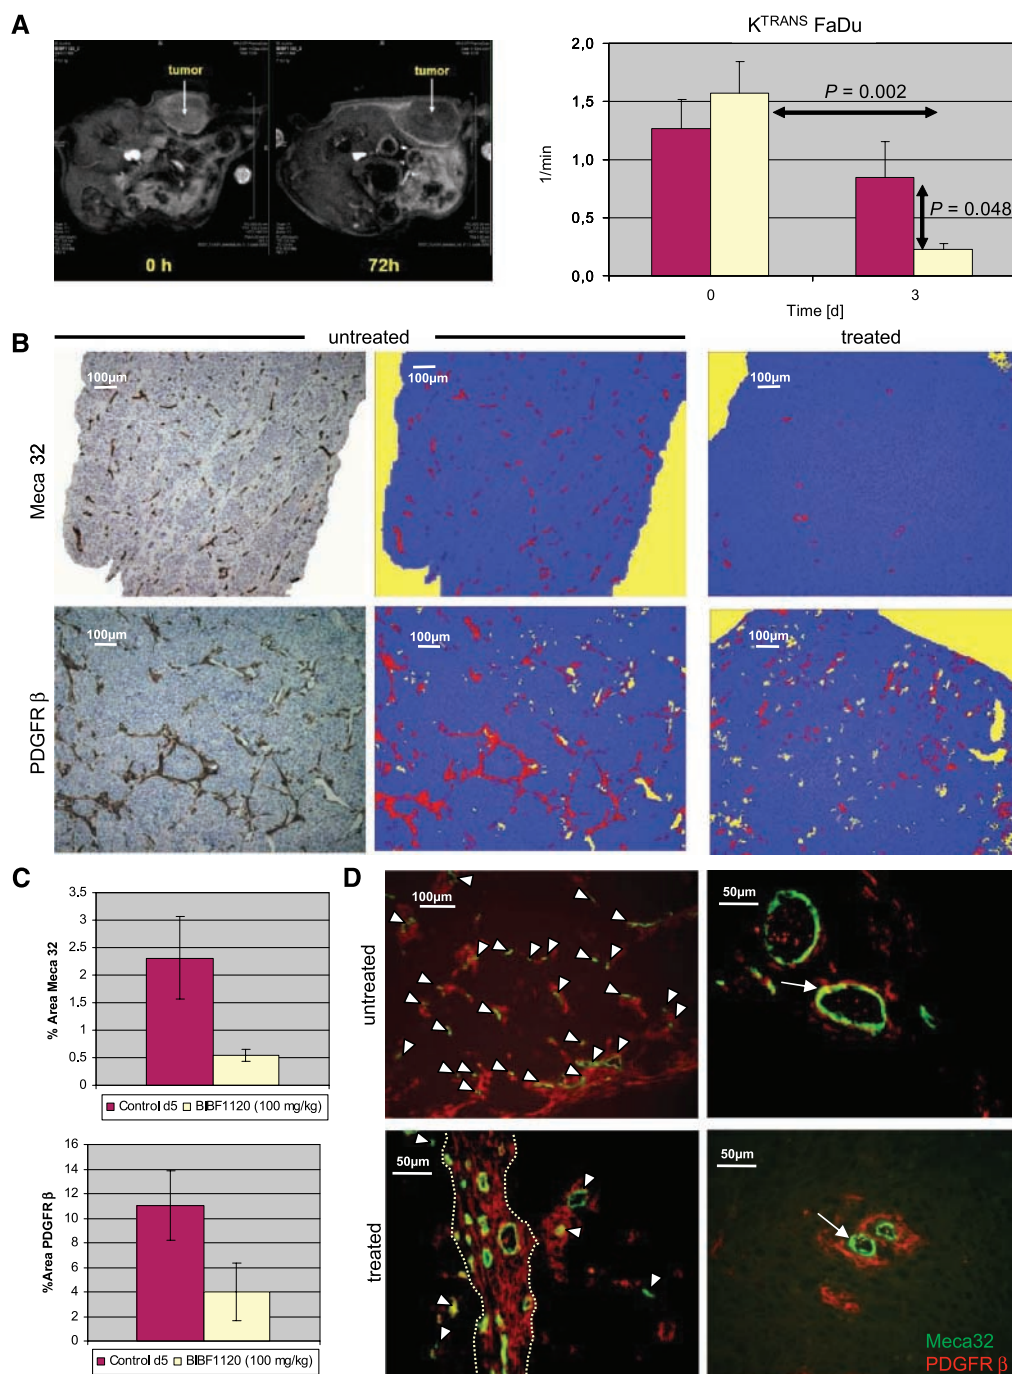 A
tumor
tumor
0 h
72h
K^TRANS FaDu
2,0
1,5
1,0
0,5
0,0
1/min
P = 0.002
P = 0.048
0
3
Time [d]
B
untreated
treated
Meca 32
100µm
100µm
100µm
PDGFR β
100µm
100µm
100µm
C
3.5
3
2.5
2
1.5
1
0.5
0
% Area Meca 32
Control d5
BIBF1120 (100 mg/kg)
16
14
12
10
8
6
4
2
0
%Area PDGFR β
Control d5
BIBF1120 (100 mg/kg)
D
untreated
100µm
50µm
treated
50µm
50µm
Meca32
PDGFR β